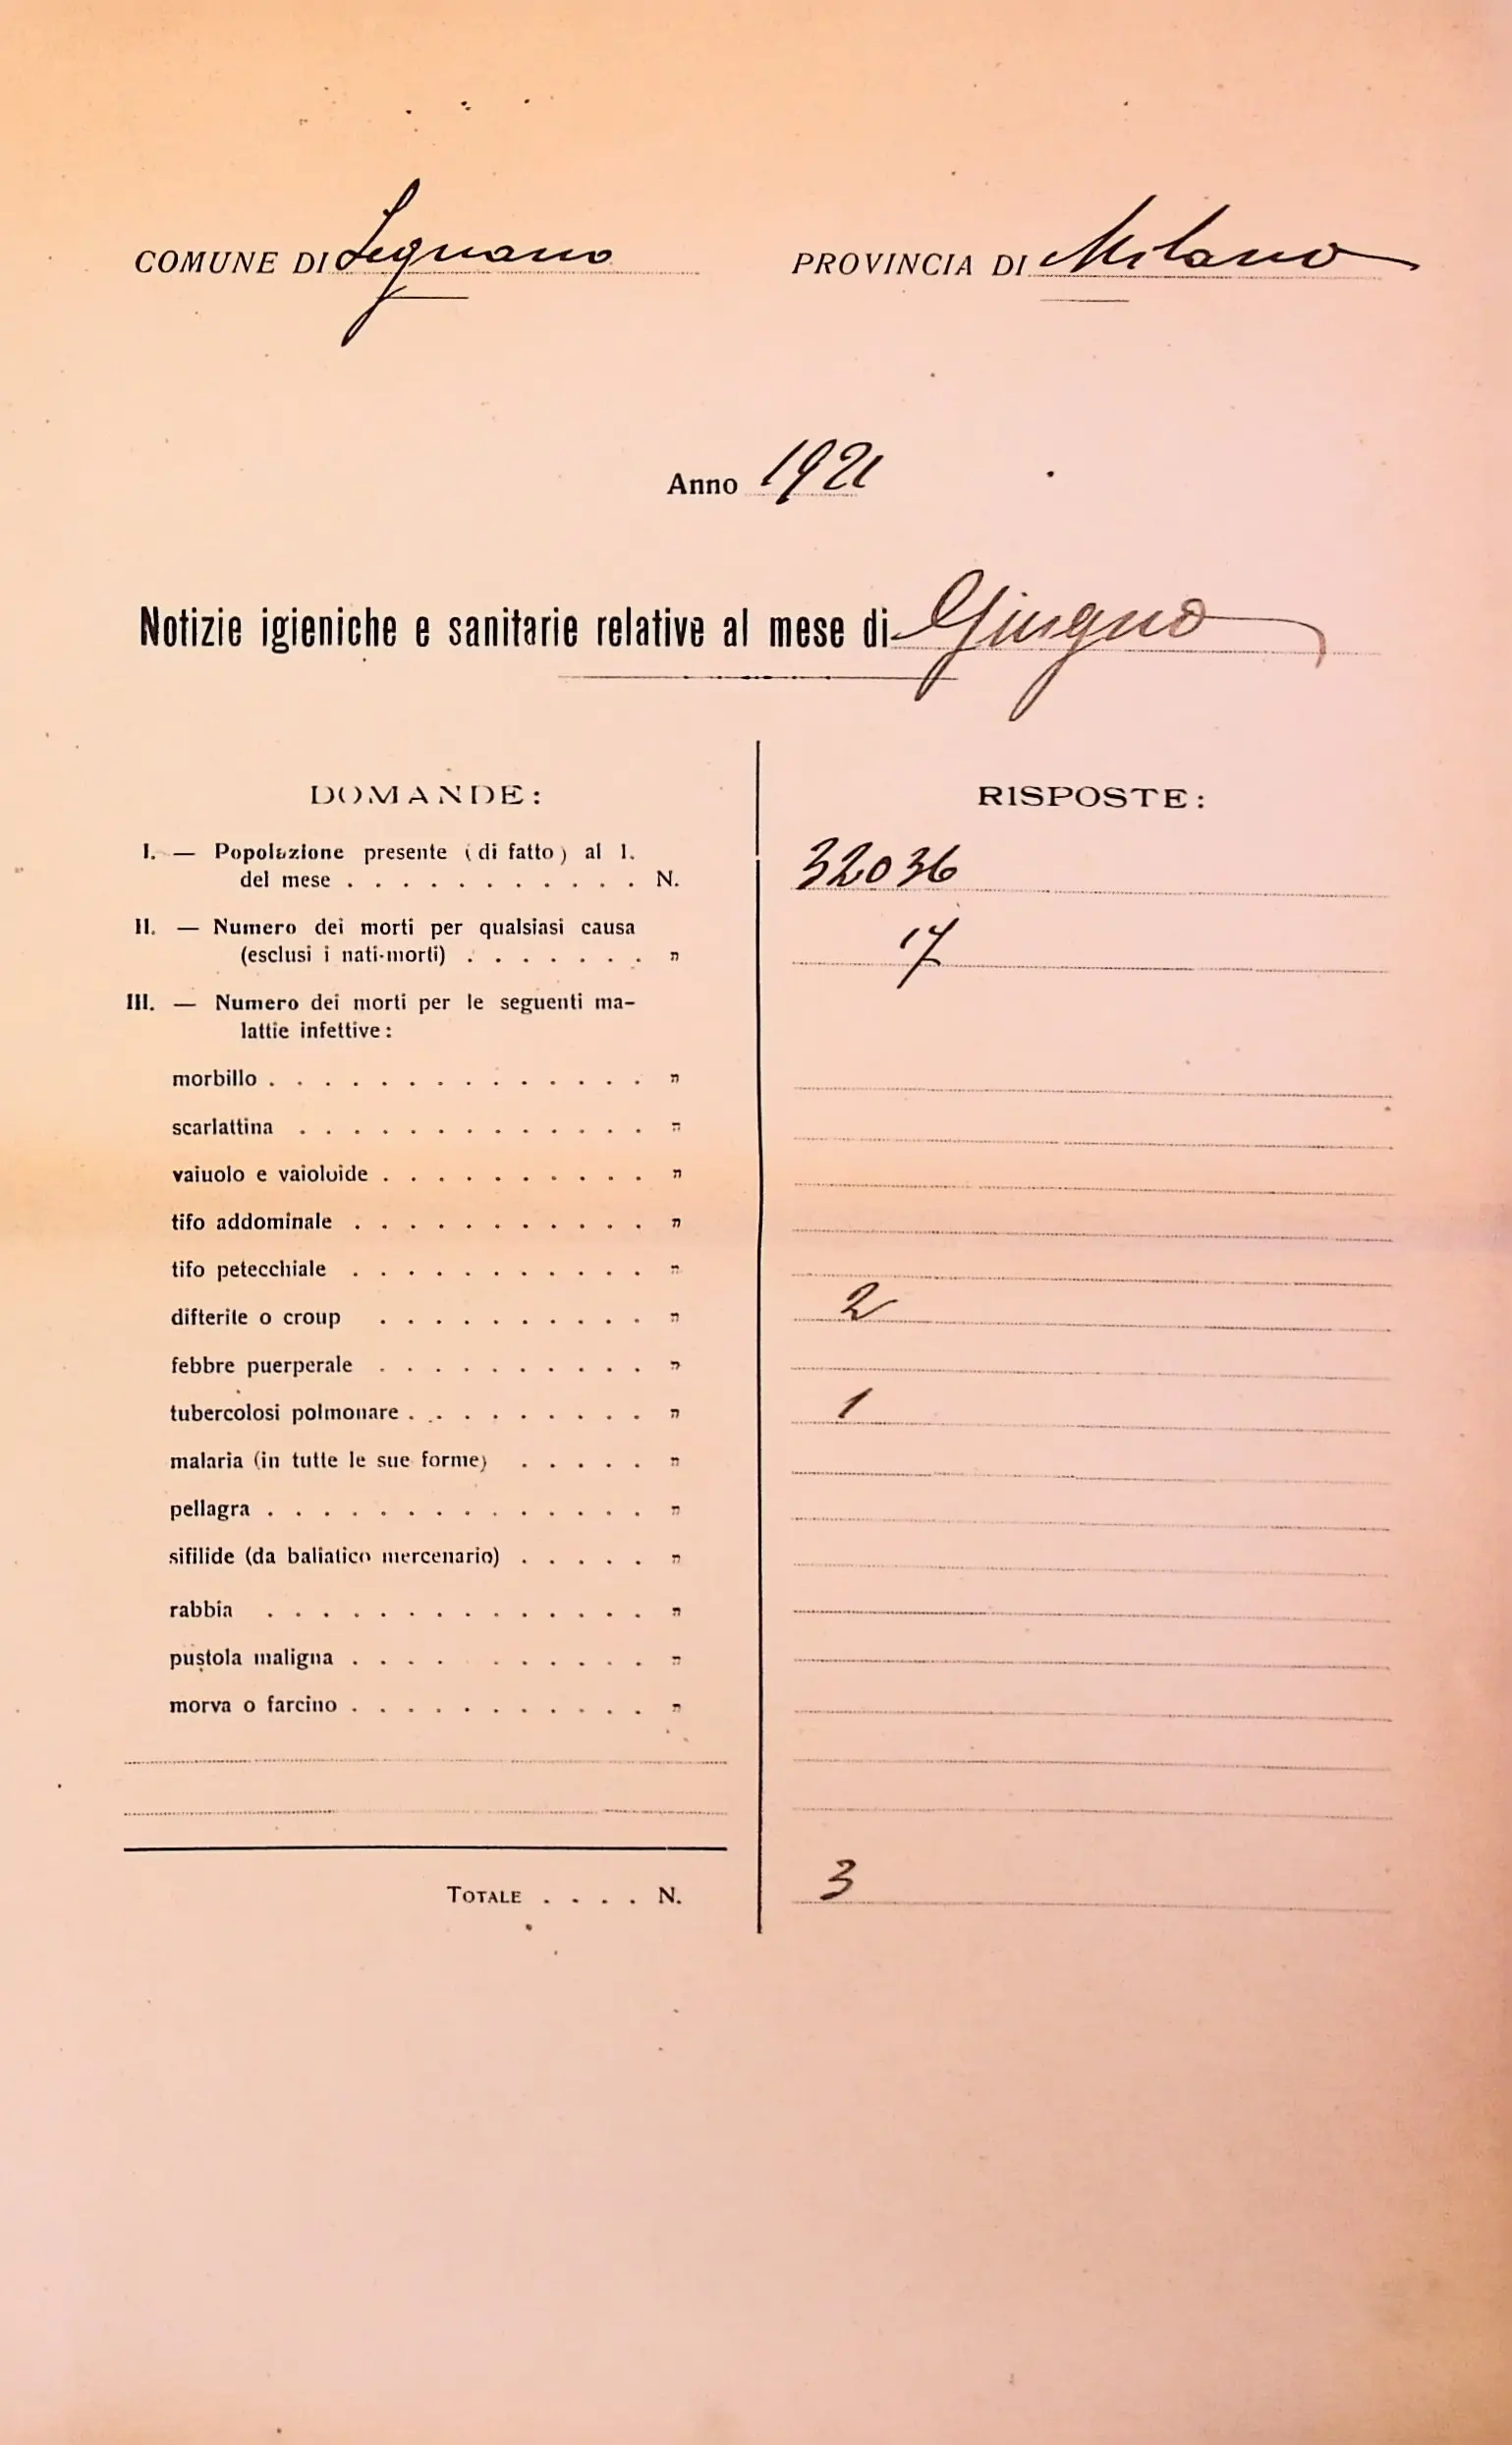 COMUNE DI Legnano PROVINCIA DI Milano
Anno 1921
Notizie igieniche e sanitarie relative al mese di Giugno
DOMANDE: RISPOSTE:
I. — Popolazione presente (di fatto) al 1.
del mese . . . . . . . . . . . N. 32036
II. — Numero dei morti per qualsiasi causa
(esclusi i nati-morti) . . . . . . . " 17
III. — Numero dei morti per le seguenti ma-
lattie infettive:
morbillo . . . . . . . . . . . . . . "
scarlattina . . . . . . . . . . . . . "
vaiuolo e vaioloide . . . . . . . . . . "
tifo addominale . . . . . . . . . . . "
tifo petecchiale . . . . . . . . . . . "
difterite o croup . . . . . . . . . . " 2
febbre puerperale . . . . . . . . . . "
tubercolosi polmonare . . . . . . . . . " 1
malaria (in tutte le sue forme) . . . . . "
pellagra . . . . . . . . . . . . . . "
sifilide (da baliatico mercenario) . . . . . "
rabbia . . . . . . . . . . . . . . "
pustola maligna . . . . . . . . . . "
morva o farcino . . . . . . . . . . . "
TOTALE . . . . N. 3